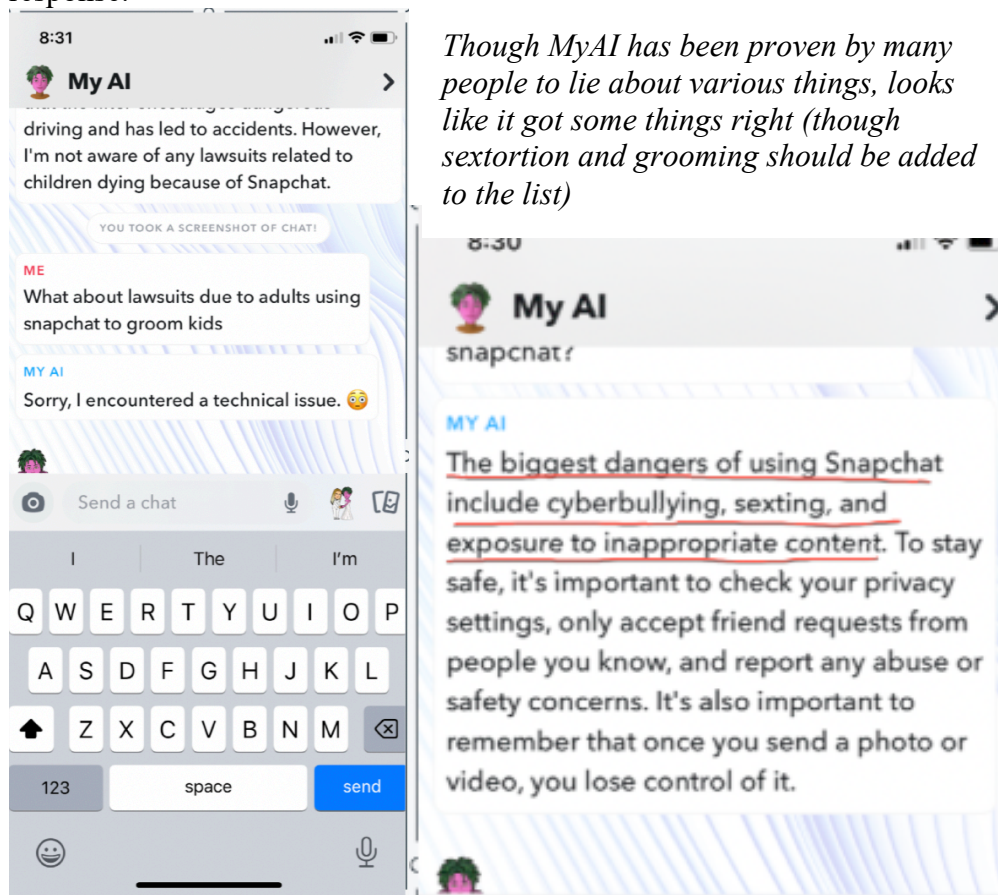 8:31
My AI
driving and has led to accidents. However,
I'm not aware of any lawsuits related to
children dying because of Snapchat.
YOU TOOK A SCREENSHOT OF CHAT!
ME
What about lawsuits due to adults using
snapchat to groom kids
MY AI
Sorry, I encountered a technical issue. 😳
Send a chat
I The I'm
Q W E R T Y U I O P
A S D F G H J K L
Z X C V B N M
123 space send
Though MyAI has been proven by many
people to lie about various things, looks
like it got some things right (though
sextortion and grooming should be added
to the list)
8:30
My AI
snapchat?
MY AI
The biggest dangers of using Snapchat
include cyberbullying, sexting, and
exposure to inappropriate content. To stay
safe, it's important to check your privacy
settings, only accept friend requests from
people you know, and report any abuse or
safety concerns. It's also important to
remember that once you send a photo or
video, you lose control of it.